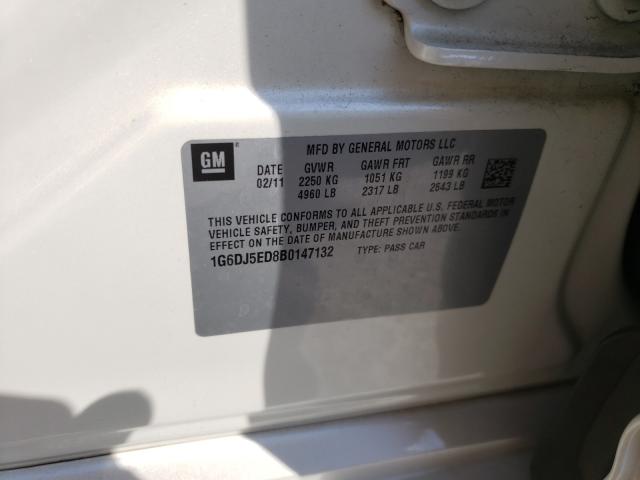 MFD BY GENERAL MOTORS LLC
GM
DATE GVWR GAWR FRT GAWR RR
02/11 2250 KG 1051 KG 1199 KG
4960 LB 2317 LB 2643 LB
THIS VEHICLE CONFORMS TO ALL APPLICABLE U.S. FEDERAL MOTOR
VEHICLE SAFETY, BUMPER, AND THEFT PREVENTION STANDARDS IN
EFFECT ON THE DATE OF MANUFACTURE SHOWN ABOVE.
1G6DJ5ED8B0147132 TYPE: PASS CAR